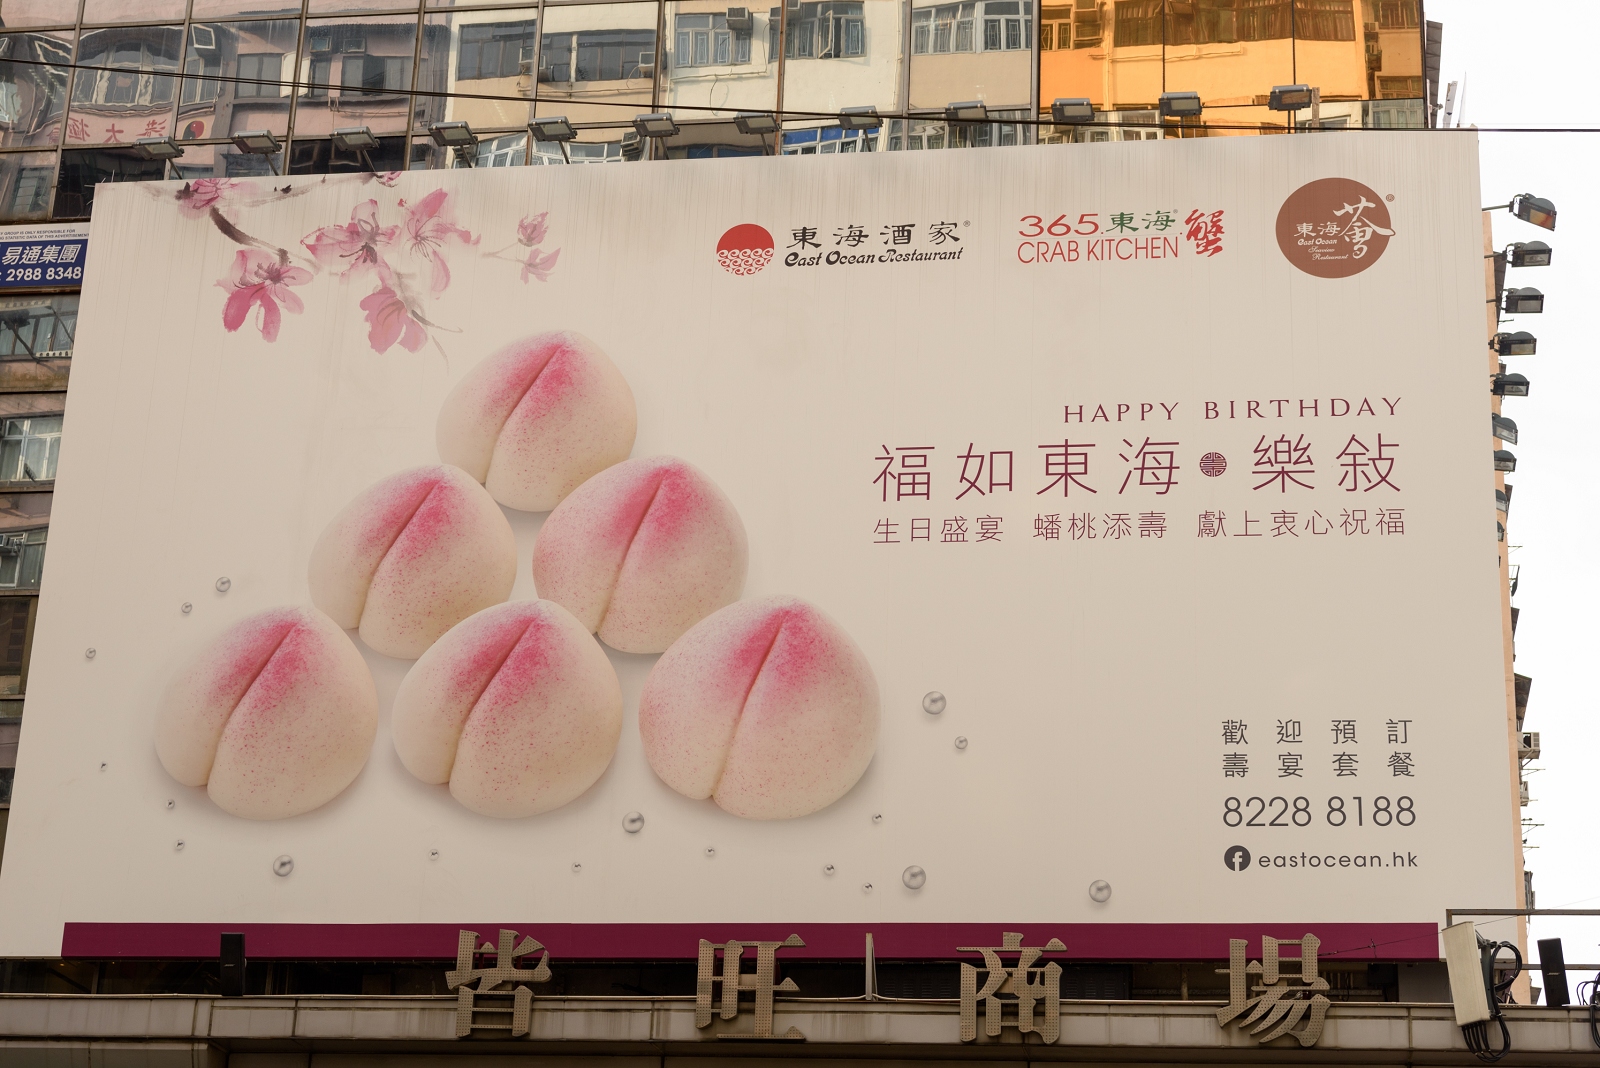 東海酒家®
East Ocean Restaurant
365東海®蟹
CRAB KITCHEN
東海薈®
East Ocean
Seaview
Restaurant
易通集團
2988 8348
HAPPY BIRTHDAY
福如東海 樂敍
生日盛宴 蟠桃添壽 獻上衷心祝福
歡迎預訂
壽宴套餐
8228 8188
eastocean.hk
皆旺商場